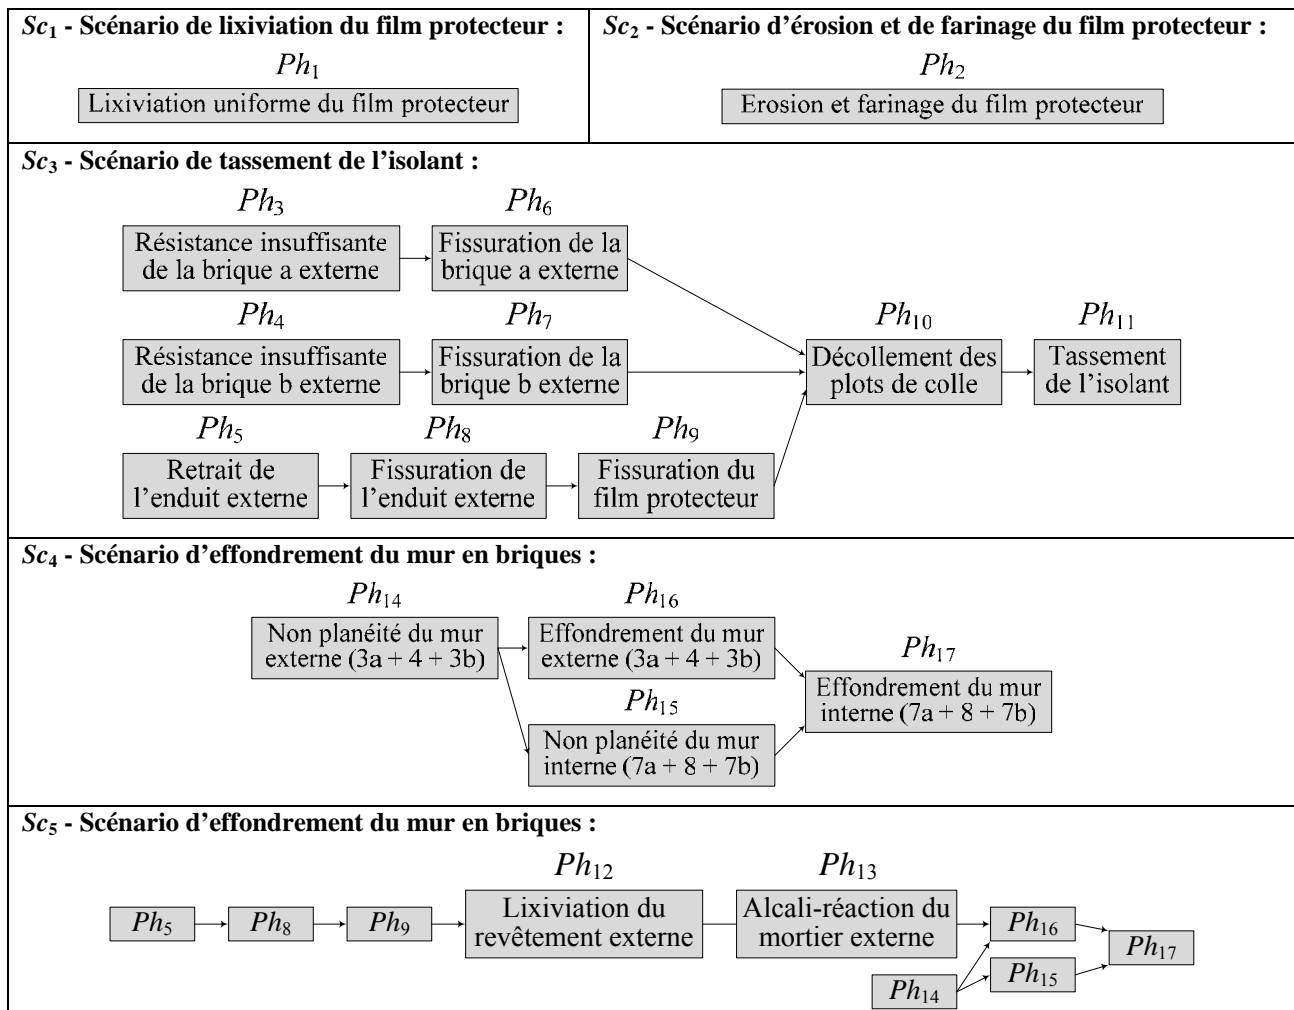 Sc1 - Scénario de lixiviation du film protecteur :
Ph1
Lixiviation uniforme du film protecteur
Sc2 - Scénario d'érosion et de farinage du film protecteur :
Ph2
Erosion et farinage du film protecteur
Sc3 - Scénario de tassement de l'isolant :
Ph3
Résistance insuffisante
de la brique a externe
Ph6
Fissuration de la
brique a externe
Ph4
Résistance insuffisante
de la brique b externe
Ph7
Fissuration de la
brique b externe
Ph10
Décollement des
plots de colle
Ph11
Tassement
de l'isolant
Ph5
Retrait de
l'enduit externe
Ph8
Fissuration de
l'enduit externe
Ph9
Fissuration du
film protecteur
Sc4 - Scénario d'effondrement du mur en briques :
Ph14
Non planéité du mur
externe (3a + 4 + 3b)
Ph16
Effondrement du mur
externe (3a + 4 + 3b)
Ph15
Non planéité du mur
interne (7a + 8 + 7b)
Ph17
Effondrement du mur
interne (7a + 8 + 7b)
Sc5 - Scénario d'effondrement du mur en briques :
Ph5
Ph8
Ph9
Ph12
Lixiviation du
revêtement externe
Ph13
Alcali-réaction du
mortier externe
Ph16
Ph14
Ph15
Ph17